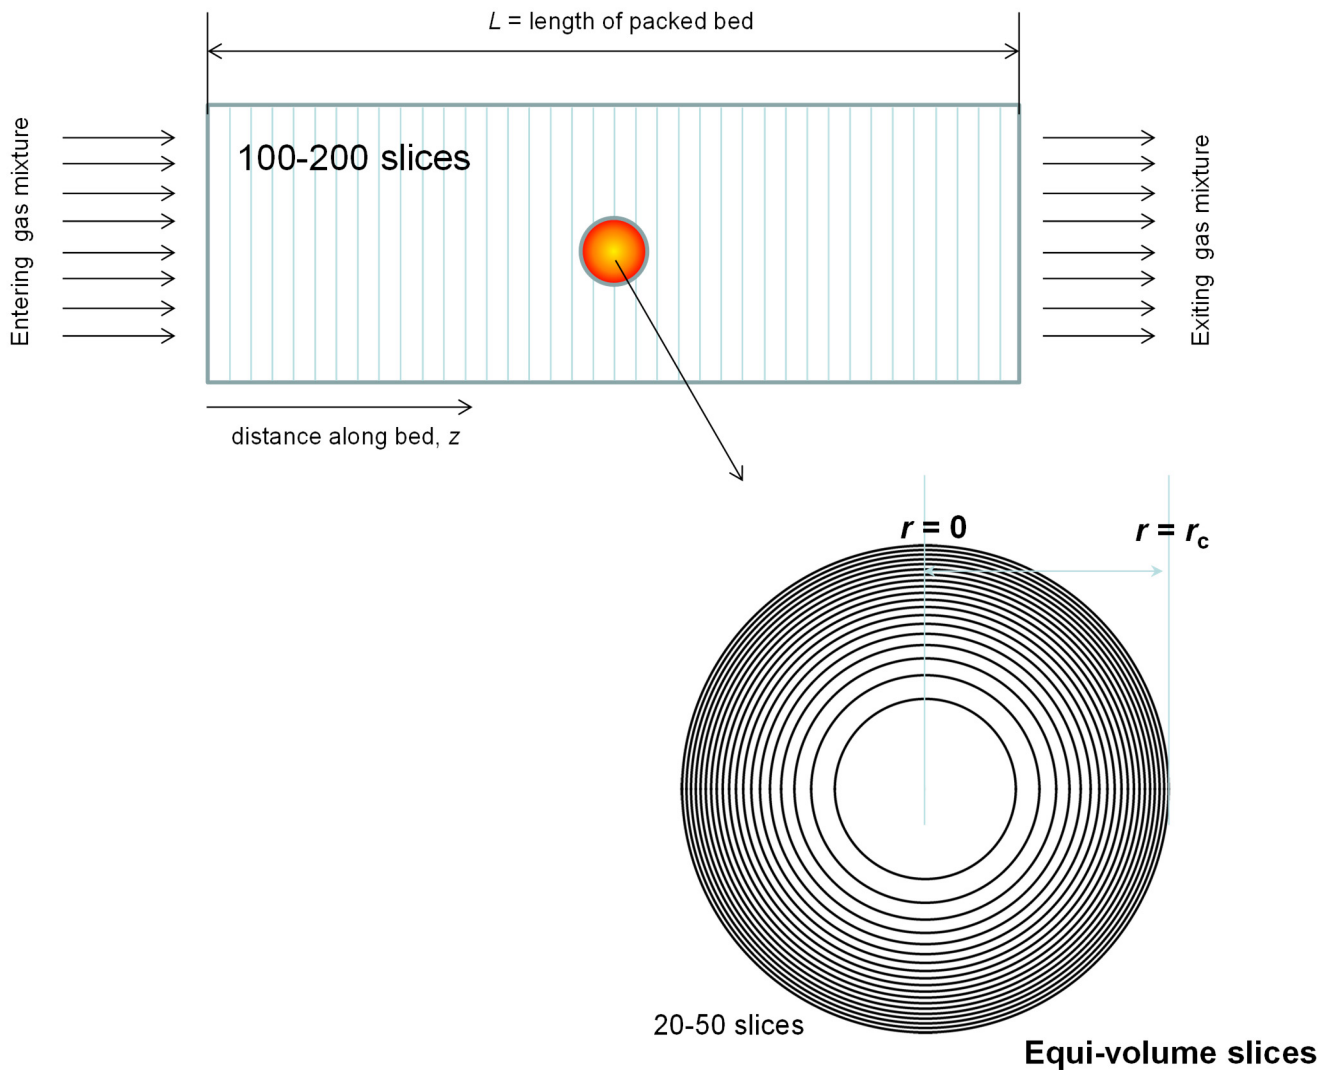 L = length of packed bed
100-200 slices
Entering gas mixture
Exiting gas mixture
distance along bed, z
r = 0
r = rc
20-50 slices
Equi-volume slices